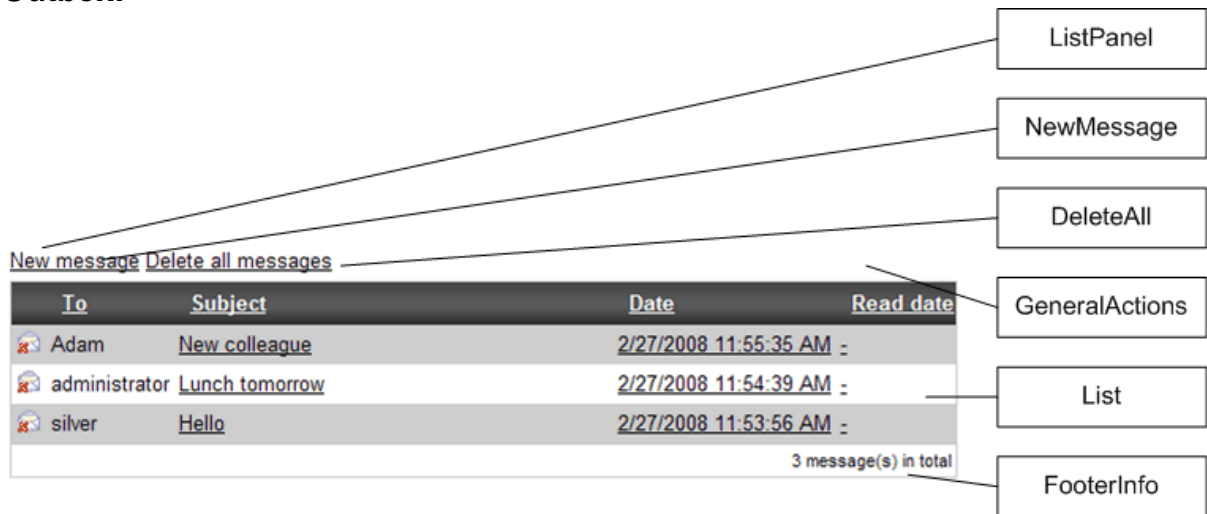 ListPanel
NewMessage
DeleteAll
New message Delete all messages
To Subject Date Read date
GeneralActions
Adam New colleague 2/27/2008 11:55:35 AM -
administrator Lunch tomorrow 2/27/2008 11:54:39 AM -
List
silver Hello 2/27/2008 11:53:56 AM -
3 message(s) in total
FooterInfo